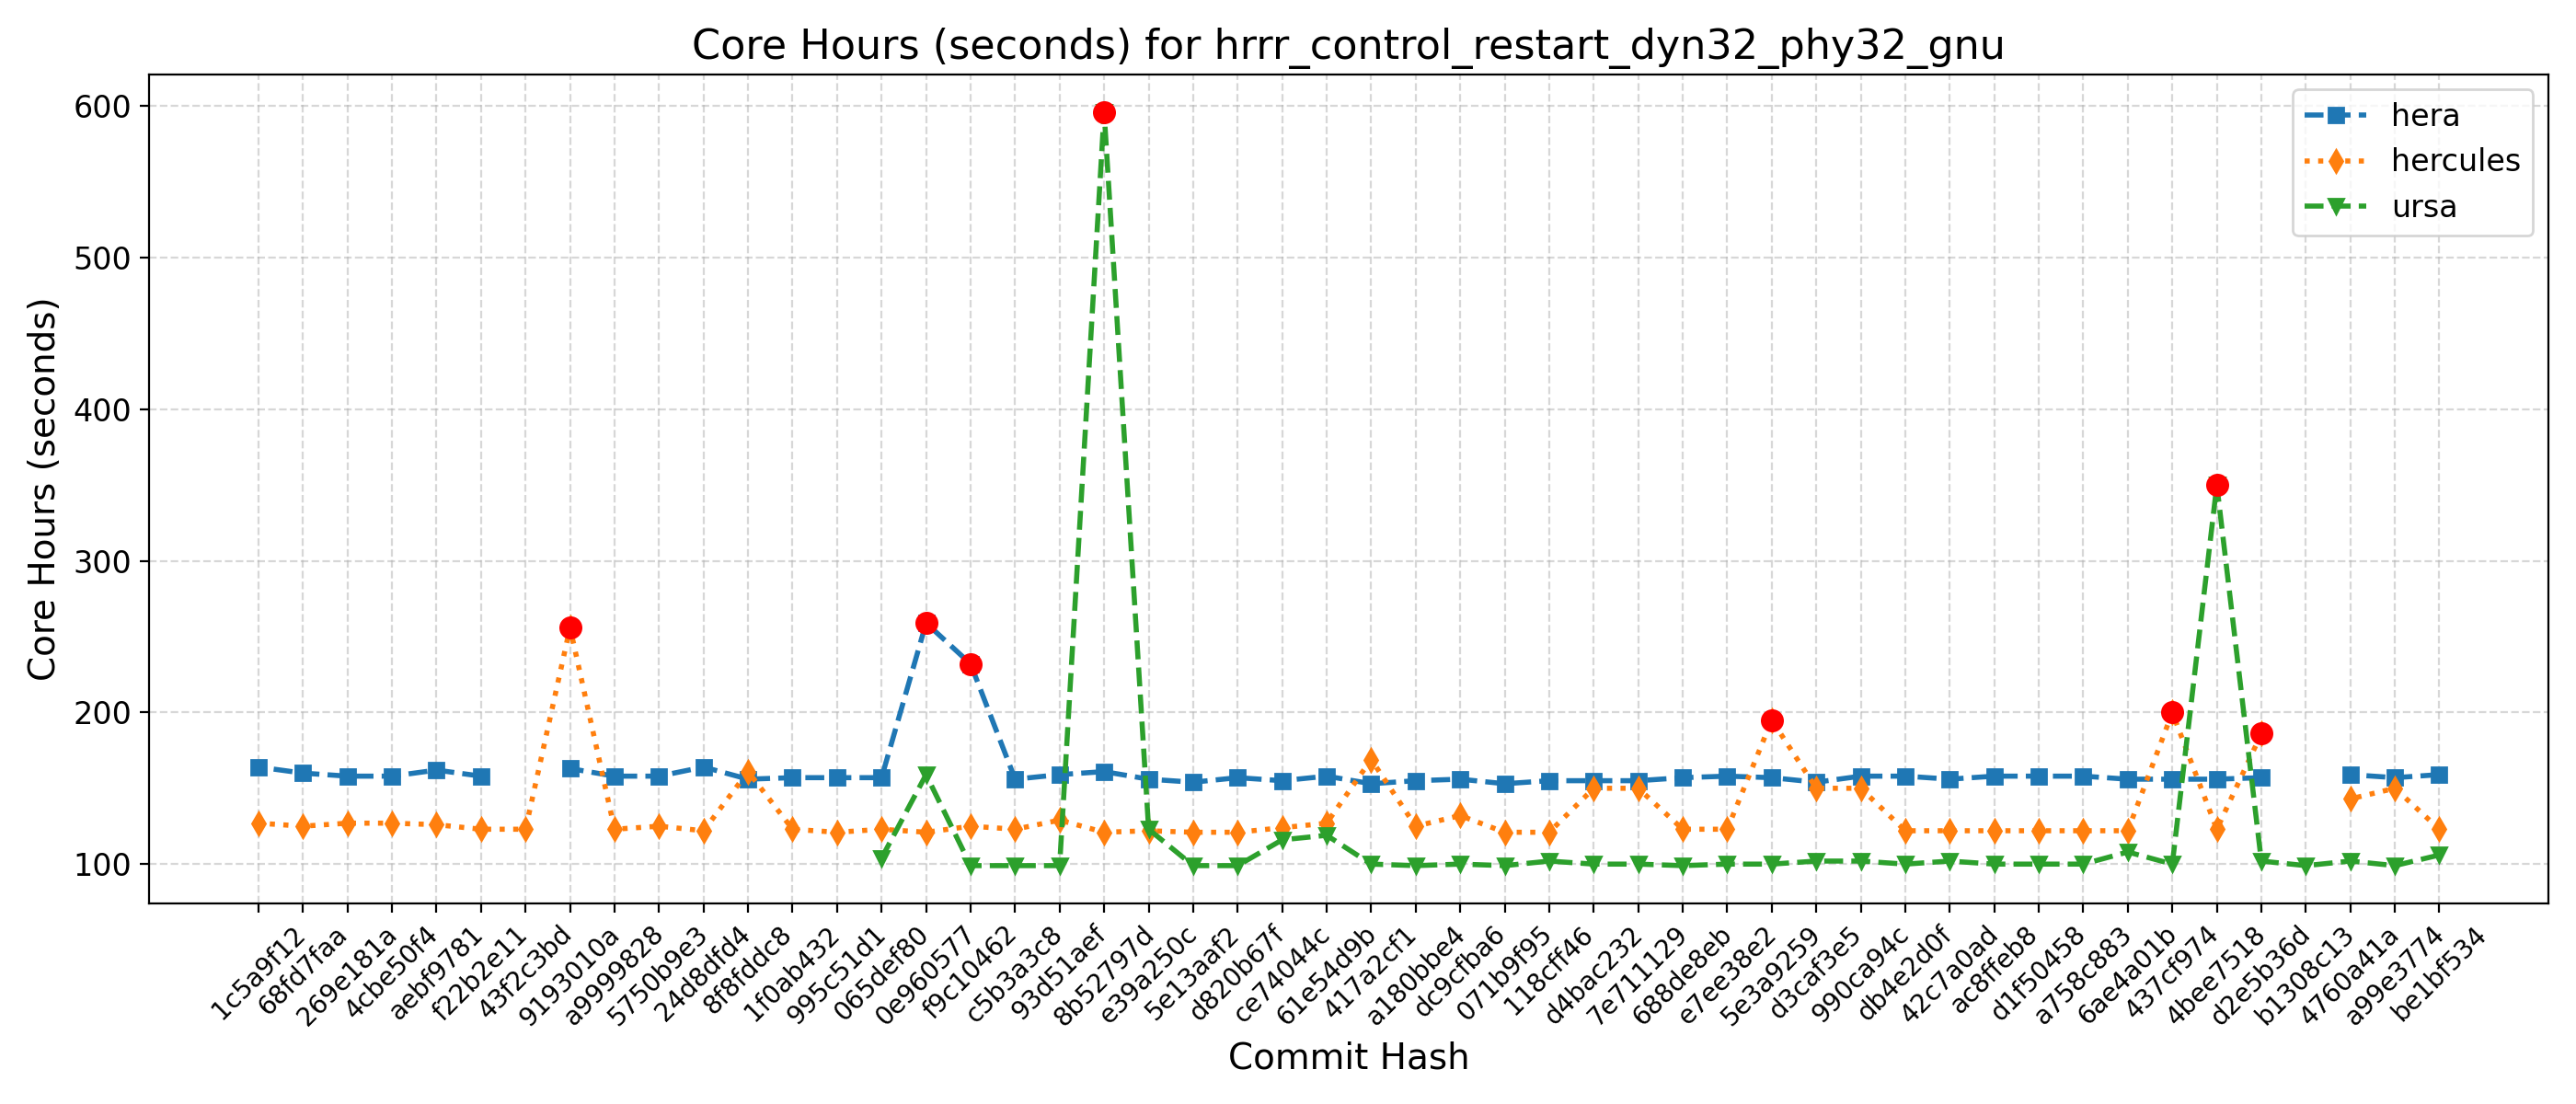 Core Hours (seconds) for hrrr_control_restart_dyn32_phy32_gnu
Core Hours (seconds)
600
500
400
300
200
100
hera
hercules
ursa
1c5a9f12
68fd7faa
269e181a
4cbe50f4
aebf9781
f22b2e11
43f2c3bd
9193010a
a9999828
5750b9e3
24d8dfd4
8f8fddc8
1f0ab432
995c51d1
065def80
0e960577
f9c10462
c5b3a3c8
93d51aef
8b52797d
e39a250c
5e13aaf2
d820b67f
ce74044c
61e54d9b
417a2cf1
a180bbe4
dc9cfba6
071b9f95
118cff46
d4bac232
7e711129
688de8eb
e7ee38e2
5e3a9259
d3caf3e5
990ca94c
db4e2d0f
42c7a0ad
ac8ffeb8
d1f50458
a758c883
6ae4a01b
437cf974
4bee7518
d2e5b36d
b1308c13
4760a41a
a99e3774
be1bf534
Commit Hash